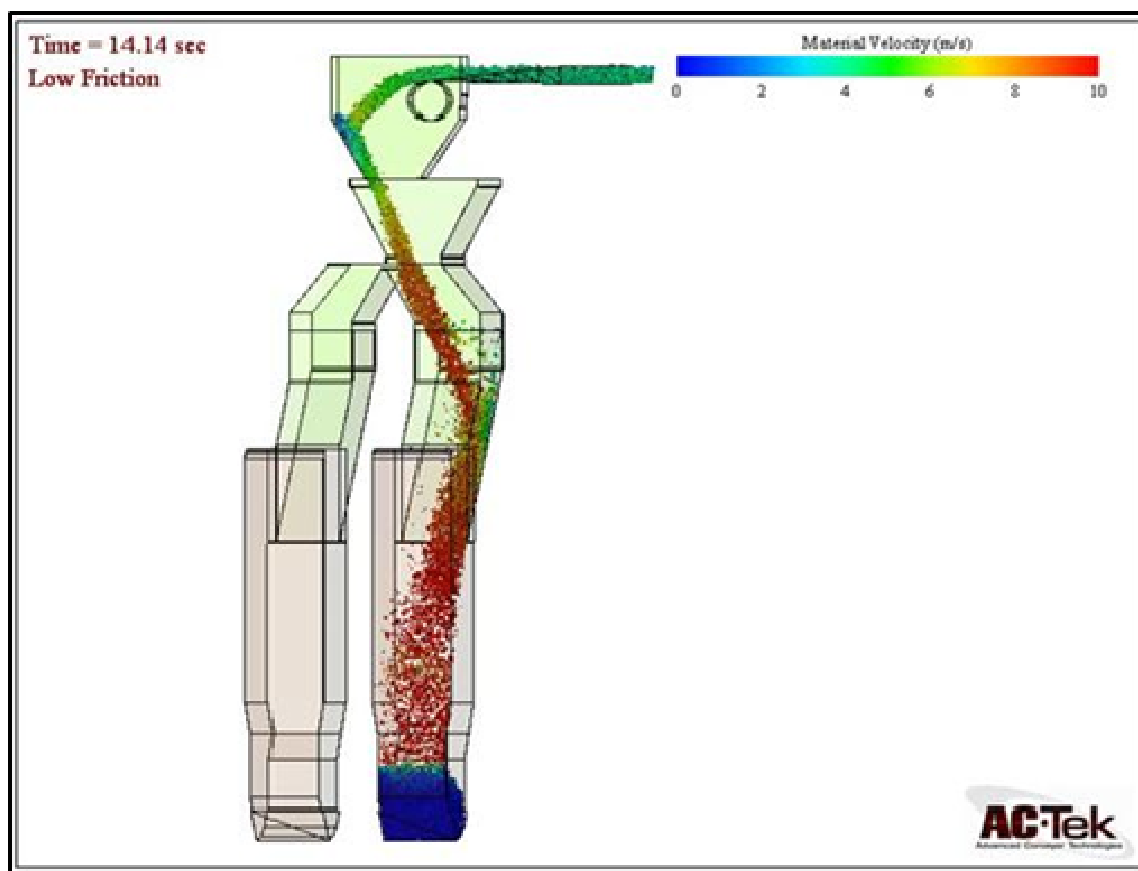 Time = 14.14 sec
Low Friction
Material Velocity (m/s)
0 2 4 6 8 10
AC·Tek
Advanced Conveyor Technologies